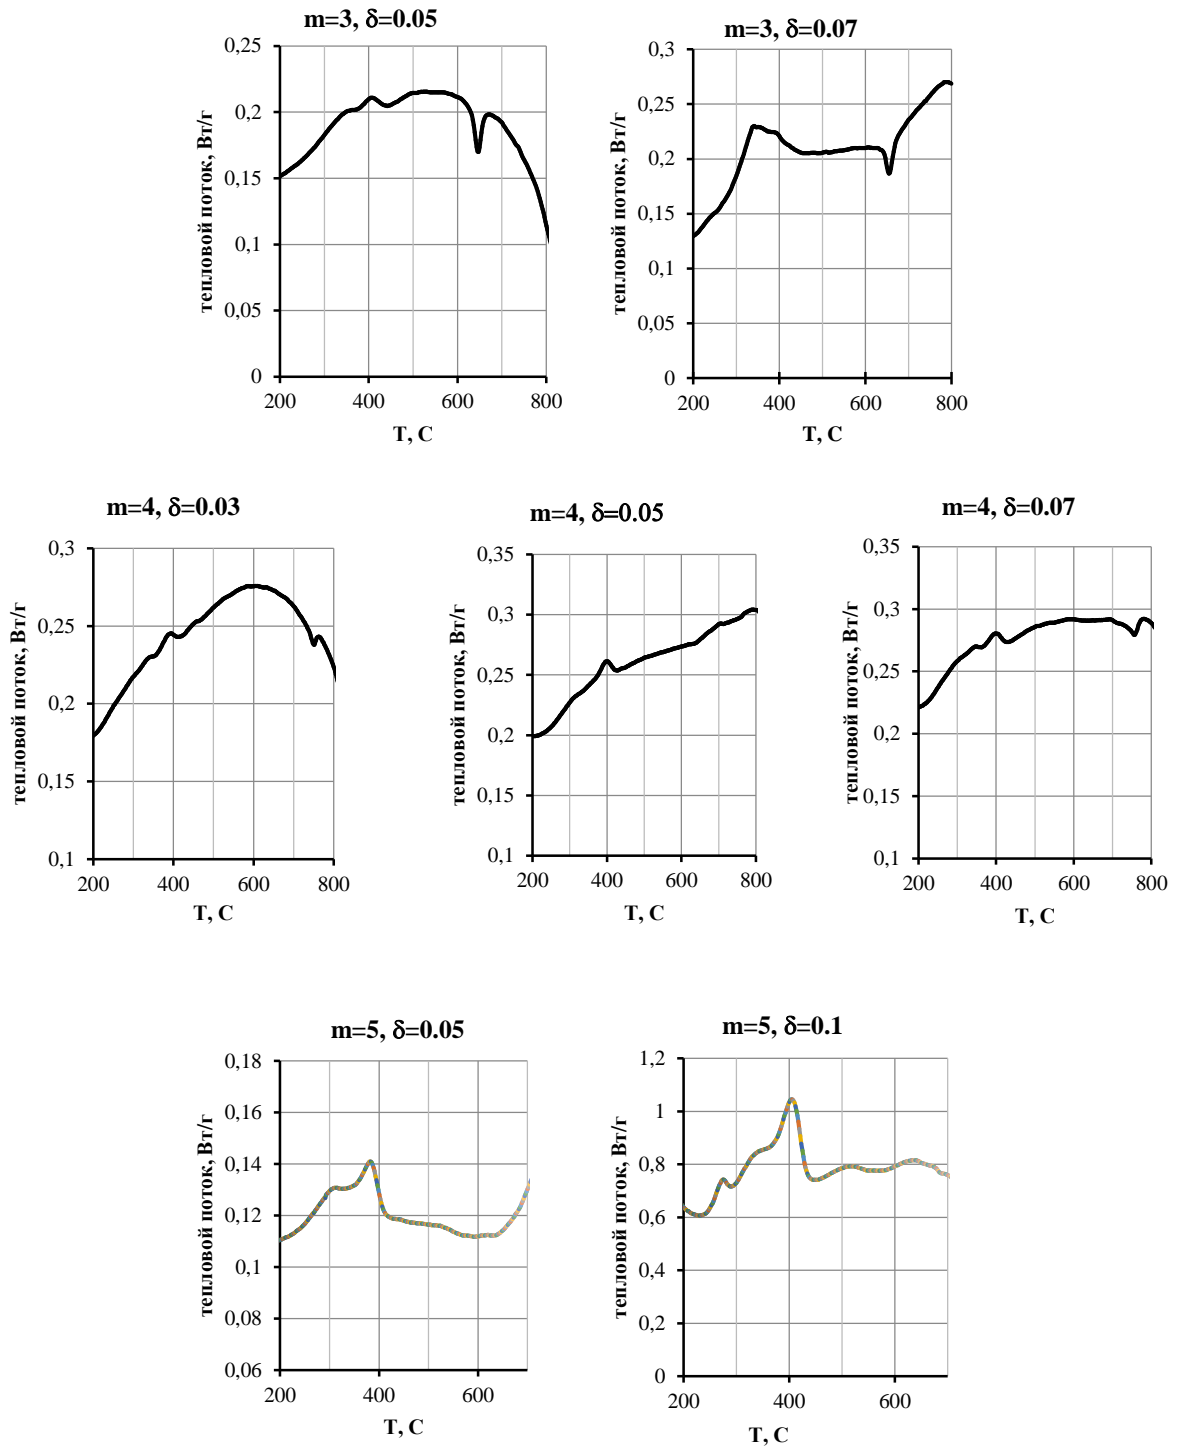 m=3, δ=0.05
0,25
0,2
0,15
0,1
0,05
0
200 400 600 800
тепловой поток, Вт/г
Т, С
m=3, δ=0.07
0,3
0,25
0,2
0,15
0,1
0,05
0
200 400 600 800
тепловой поток, Вт/г
Т, С
m=4, δ=0.03
0,3
0,25
0,2
0,15
0,1
200 400 600 800
тепловой поток, Вт/г
Т, С
m=4, δ=0.05
0,35
0,3
0,25
0,2
0,15
0,1
200 400 600 800
тепловой поток, Вт/г
Т, С
m=4, δ=0.07
0,35
0,3
0,25
0,2
0,15
0,1
200 400 600 800
тепловой поток, Вт/г
Т, С
m=5, δ=0.05
0,18
0,16
0,14
0,12
0,1
0,08
0,06
200 400 600
тепловой поток, Вт/г
Т, С
m=5, δ=0.1
1,2
1
0,8
0,6
0,4
0,2
0
200 400 600
тепловой поток, Вт/г
Т, С